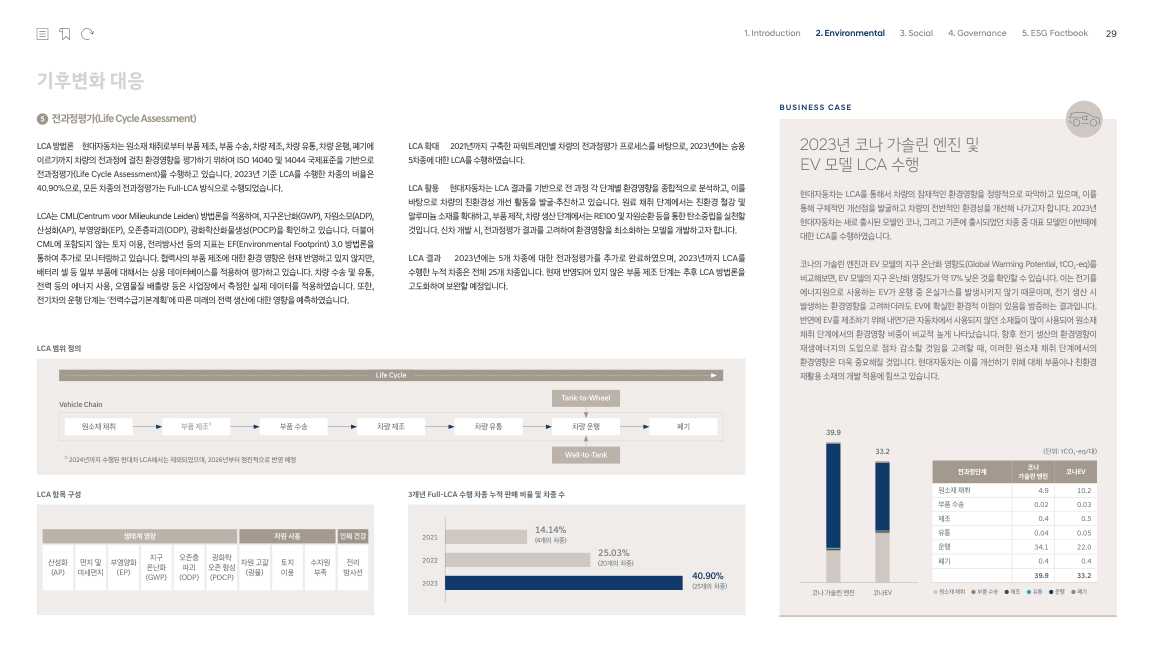 1. Introduction 2. Environmental 3. Social 4. Governance 5. ESG Factbook 29
기후변화 대응
5 전과정평가(Life Cycle Assessment)
LCA 방법론 현대자동차는 원소재 채취로부터 부품 제조, 부품 수송, 차량 제조, 차량 유통, 차량 운행, 폐기에
이르기까지 차량의 전과정에 걸친 환경영향을 평가하기 위하여 ISO 14040 및 14044 국제표준을 기반으로
전과정평가(Life Cycle Assessment)를 수행하고 있습니다. 2023년 기준 LCA를 수행한 차종의 비율은
40.90%으로, 모든 차종의 전과정평가는 Full-LCA 방식으로 수행되었습니다.
LCA는 CML(Centrum voor Milieukunde Leiden) 방법론을 적용하여, 지구온난화(GWP), 자원소모(ADP),
산성화(AP), 부영양화(EP), 오존층파괴(ODP), 광화학산화물생성(POCP)을 확인하고 있습니다. 더불어
CML에 포함되지 않는 토지 이용, 전리방사선 등의 지표는 EF(Environmental Footprint) 3.0 방법론을
통하여 추가로 모니터링하고 있습니다. 협력사의 부품 제조에 대한 환경 영향은 현재 반영하고 있지 않지만,
배터리 셀 등 일부 부품에 대해서는 상용 데이터베이스를 적용하여 평가하고 있습니다. 차량 수송 및 유통,
전력 등의 에너지 사용, 오염물질 배출량 등은 사업장에서 측정한 실제 데이터를 적용하였습니다. 또한,
전기차의 운행 단계는 '전력수급기본계획'에 따른 미래의 전력 생산에 대한 영향을 예측하였습니다.
LCA 확대 2021년까지 구축한 파워트레인별 차량의 전과정평가 프로세스를 바탕으로, 2023년에는 승용
5차종에 대한 LCA를 수행하였습니다.
LCA 활용 현대자동차는 LCA 결과를 기반으로 전 과정 각 단계별 환경영향을 종합적으로 분석하고, 이를
바탕으로 차량의 친환경성 개선 활동을 발굴·추진하고 있습니다. 원료 채취 단계에서는 친환경 철강 및
알루미늄 소재를 확대하고, 부품 제작, 차량 생산 단계에서는 RE100 및 자원순환 등을 통한 탄소중립을 실천할
것입니다. 신차 개발 시, 전과정평가 결과를 고려하여 환경영향을 최소화하는 모델을 개발하고자 합니다.
LCA 결과 2023년에는 5개 차종에 대한 전과정평가를 추가로 완료하였으며, 2023년까지 LCA를
수행한 누적 차종은 전체 25개 차종입니다. 현재 반영되어 있지 않은 부품 제조 단계는 추후 LCA 방법론을
고도화하여 보완할 예정입니다.
LCA 범위 정의
Life Cycle
Tank-to-Wheel
Vehicle Chain
원소재 채취 부품 제조1) 부품 수송 차량 제조 차량 유통 차량 운행 폐기
1) 2024년까지 수행된 현대차 LCA에서는 제외되었으며, 2026년부터 점진적으로 반영 예정
Well-to-Tank
LCA 항목 구성
생태계 영향 자원 사용 인체 건강
산성화 (AP)
먼지 및 미세먼지
부영양화 (EP)
지구 온난화 (GWP)
오존층 파괴 (ODP)
광화학 오존 형성 (POCP)
자원 고갈 (광물)
토지 이용
수자원 부족
전리 방사선
3개년 Full-LCA 수행 차종 누적 판매 비율 및 차종 수
2021 14.14% (4개의 차종)
2022 25.03% (20개의 차종)
2023 40.90% (25개의 차종)
BUSINESS CASE
2023년 코나 가솔린 엔진 및
EV 모델 LCA 수행
현대자동차는 LCA를 통해서 차량의 잠재적인 환경영향을 정량적으로 파악하고 있으며, 이를
통해 구체적인 개선점을 발굴하고 차량의 전반적인 환경성을 개선해 나가고자 합니다. 2023년
현대자동차는 새로 출시된 모델인 코나, 그리고 기존에 출시되었던 차종 중 대표 모델인 아반떼에
대한 LCA를 수행하였습니다.
코나의 가솔린 엔진과 EV 모델의 지구 온난화 영향도(Global Warming Potential, tCO2-eq)를
비교해보면, EV 모델의 지구 온난화 영향도가 약 17% 낮은 것을 확인할 수 있습니다. 이는 전기를
에너지원으로 사용하는 EV가 운행 중 온실가스를 발생시키지 않기 때문이며, 전기 생산 시
발생하는 환경영향을 고려하더라도 EV에 확실한 환경적 이점이 있음을 방증하는 결과입니다.
반면에 EV를 제조하기 위해 내연기관 자동차에서 사용되지 않던 소재들이 많이 사용되어 원소재
채취 단계에서의 환경영향 비중이 비교적 높게 나타났습니다. 향후 전기 생산의 환경영향이
재생에너지의 도입으로 점차 감소할 것임을 고려할 때, 이러한 원소재 채취 단계에서의
환경영향은 더욱 중요해질 것입니다. 현대자동차는 이를 개선하기 위해 대체 부품이나 친환경
재활용 소재의 개발 적용에 힘쓰고 있습니다.
39.9
33.2
코나 가솔린 엔진 코나EV
(단위: tCO2-eq/대)
전과정단계 코나 가솔린 엔진 코나EV
원소재 채취 4.9 10.2
부품 수송 0.02 0.03
제조 0.4 0.5
유통 0.04 0.05
운행 34.1 22.0
폐기 0.4 0.4
39.9 33.2
원소재 채취 부품 수송 제조 유통 운행 폐기